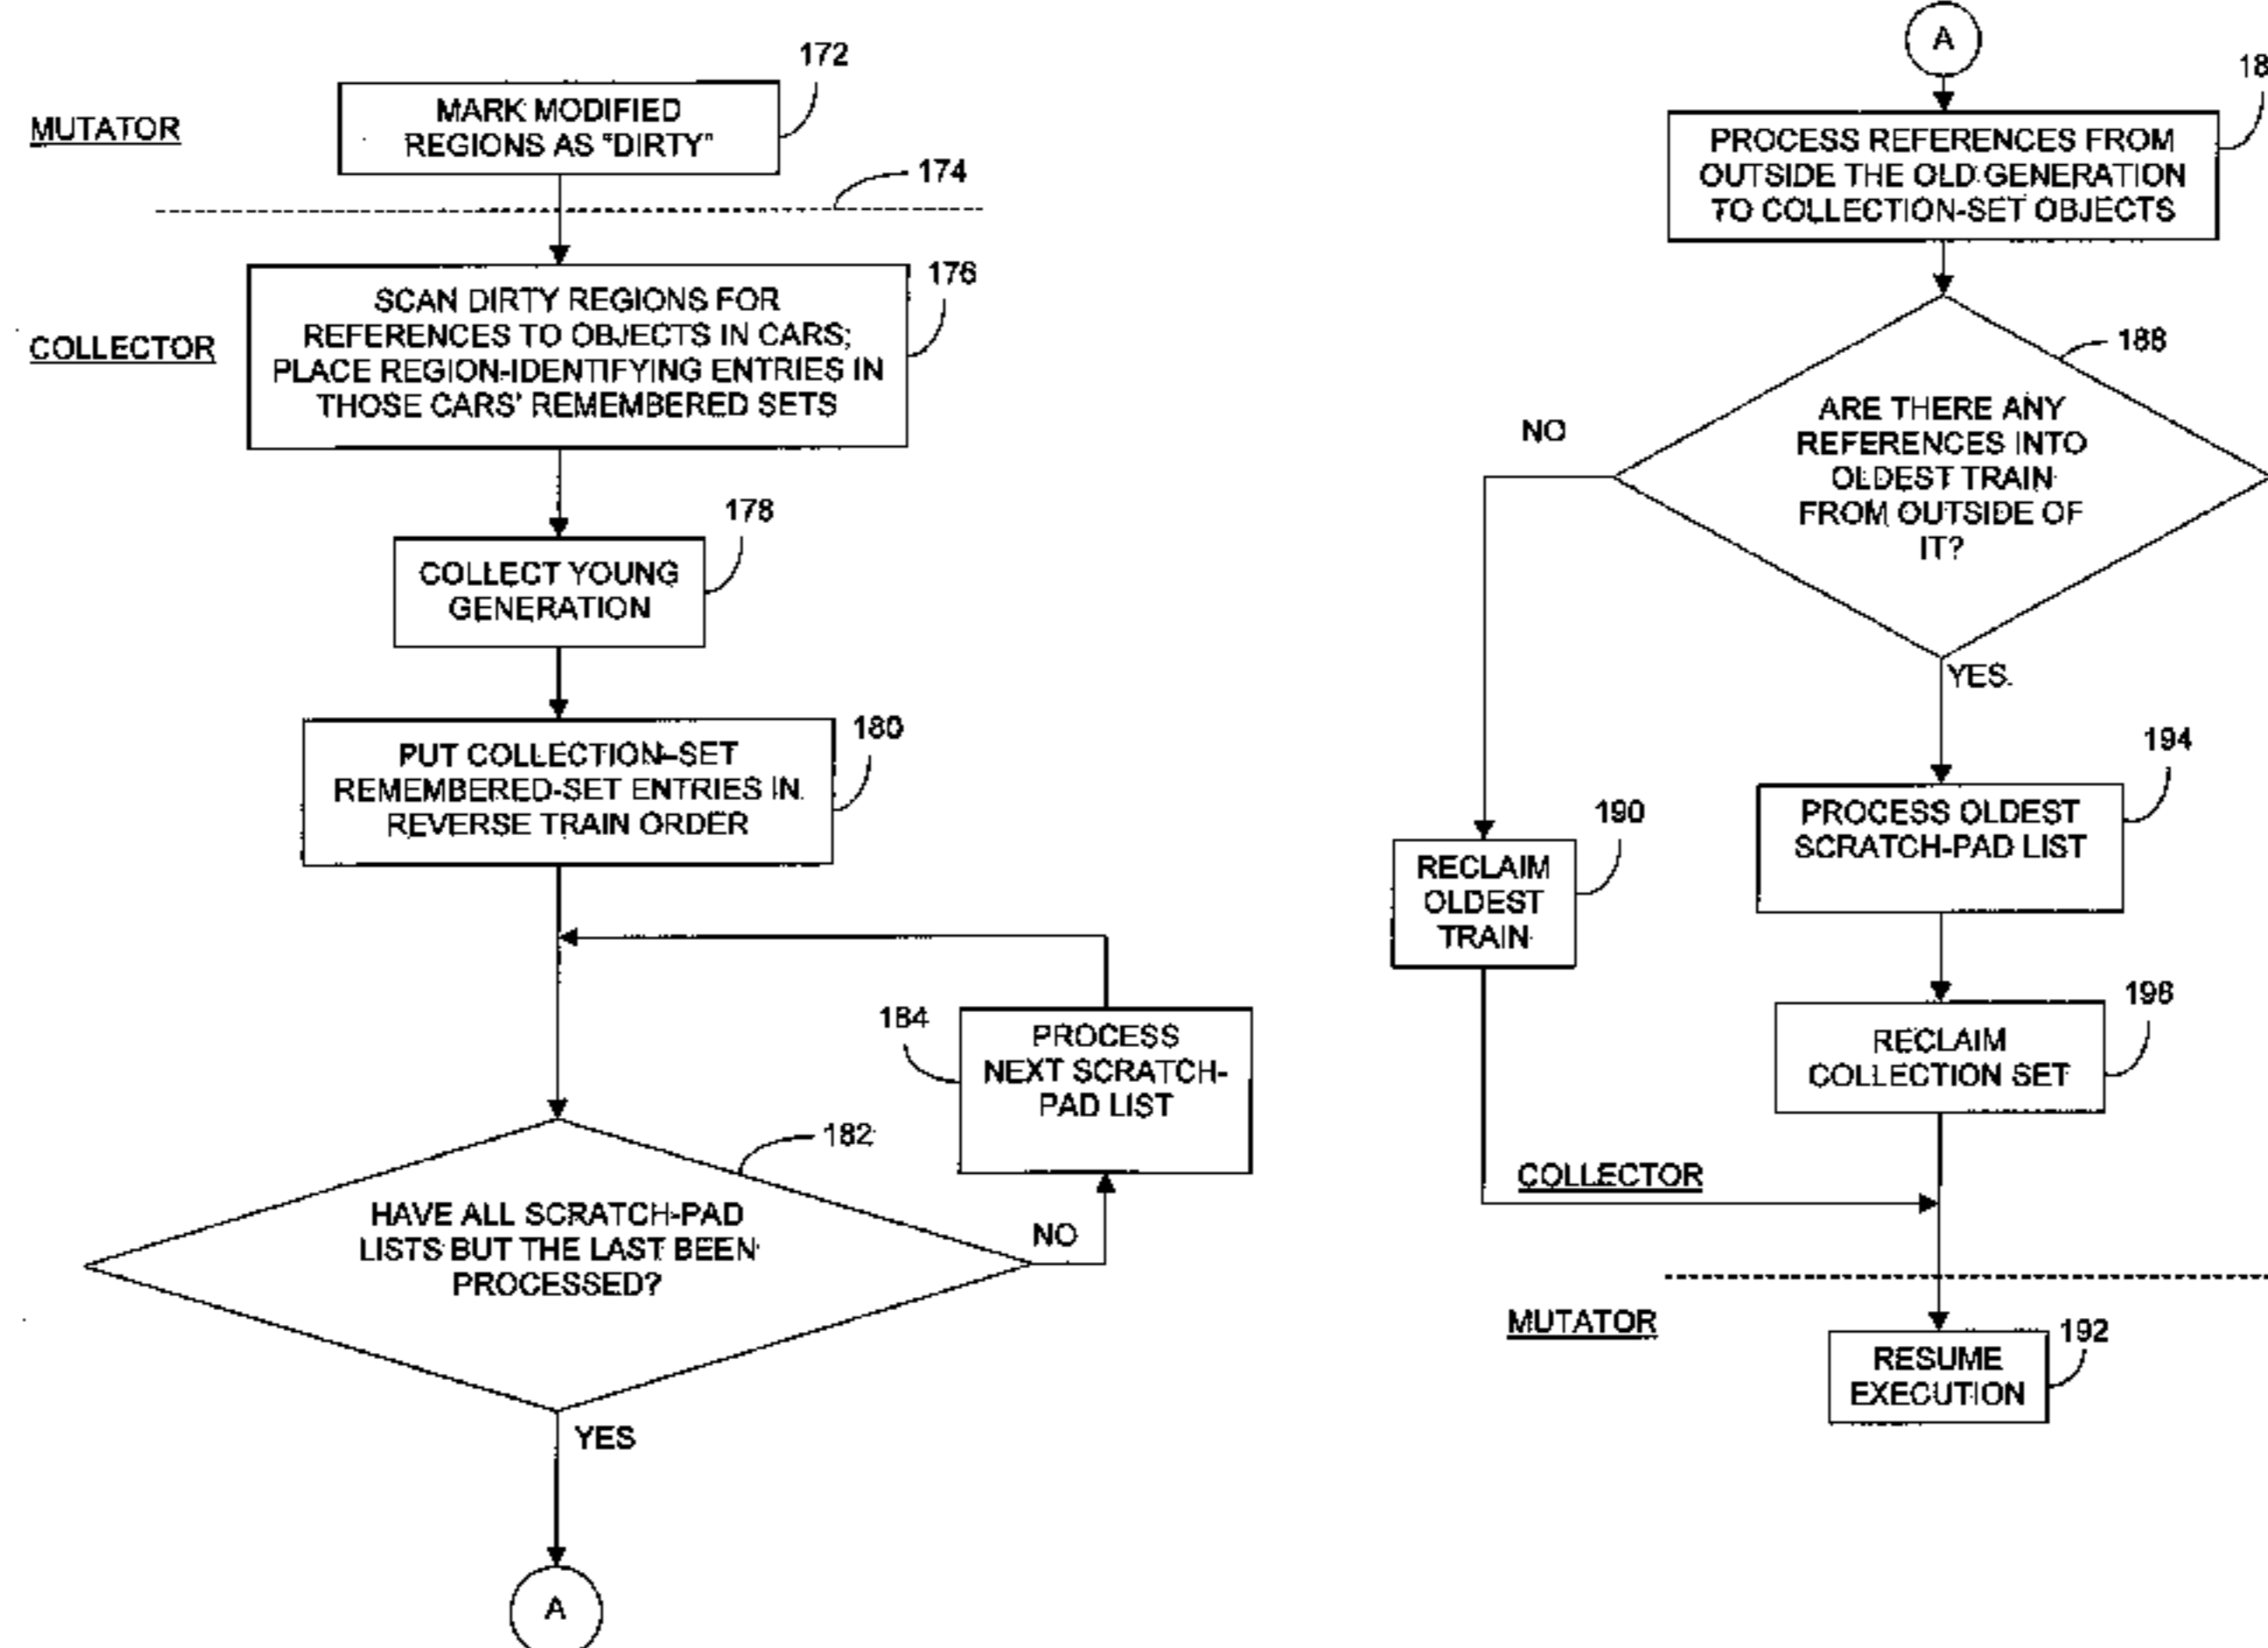 172
MARK MODIFIED
REGIONS AS "DIRTY"
MUTATOR
174
176
SCAN DIRTY REGIONS FOR
REFERENCES TO OBJECTS IN CARS;
PLACE REGION-IDENTIFYING ENTRIES IN
THOSE CARS' REMEMBERED SETS
COLLECTOR
178
COLLECT YOUNG
GENERATION
180
PUT COLLECTION-SET
REMEMBERED-SET ENTRIES IN
REVERSE TRAIN ORDER
184
PROCESS
NEXT SCRATCH-
PAD LIST
182
HAVE ALL SCRATCH-PAD
LISTS BUT THE LAST BEEN
PROCESSED?
NO
YES
A
A
PROCESS REFERENCES FROM
OUTSIDE THE OLD GENERATION
TO COLLECTION-SET OBJECTS
188
ARE THERE ANY
REFERENCES INTO
OLDEST TRAIN
FROM OUTSIDE OF
IT?
NO
YES
190
RECLAIM
OLDEST
TRAIN
194
PROCESS OLDEST
SCRATCH-PAD LIST
196
RECLAIM
COLLECTION SET
COLLECTOR
MUTATOR
192
RESUME
EXECUTION